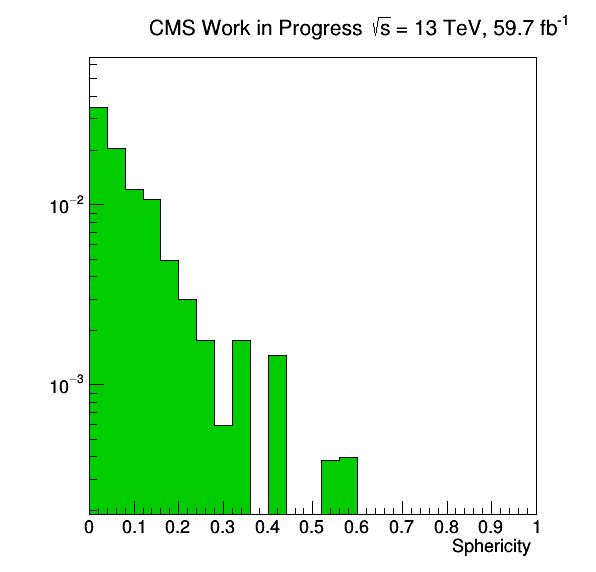 CMS Work in Progress √s = 13 TeV, 59.7 fb⁻¹
10⁻²
10⁻³
0 0.1 0.2 0.3 0.4 0.5 0.6 0.7 0.8 0.9 1
Sphericity